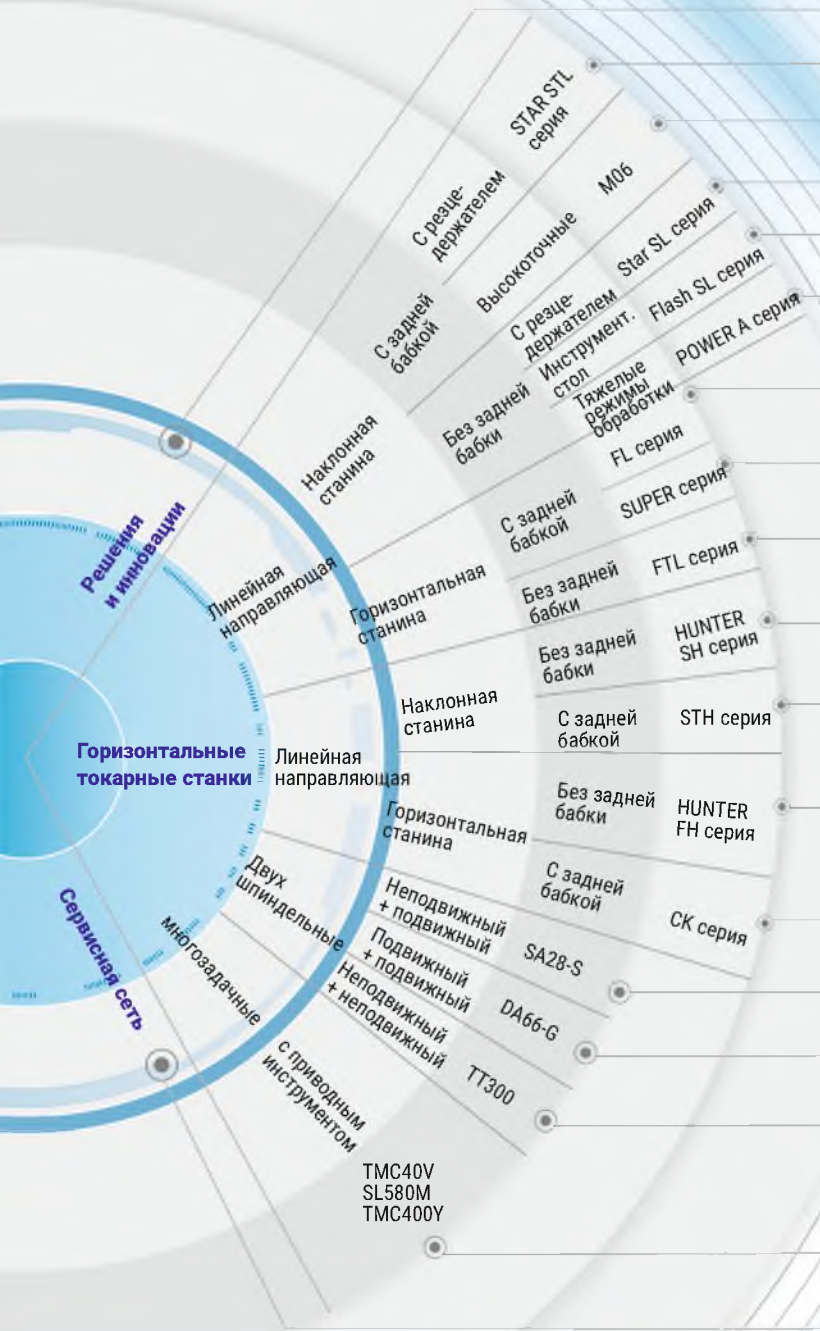 STAR STL
серия
M06
Star SL серия
Flash SL серия
POWER A серия
С резце-
держателем
Высокоточные
С резце-
держателем
Инструмент.
стол
Тяжелые
режимы
обработки
FL серия
SUPER серия
FTL серия
HUNTER
SH серия
STH серия
HUNTER
FH серия
CK серия
С задней
бабкой
Без задней
бабки
С задней
бабкой
Без задней
бабки
Без задней
бабки
С задней
бабкой
Без задней
бабки
С задней
бабкой
Наклонная
станина
Горизонтальная
станина
Наклонная
станина
Горизонтальная
станина
Решения
и инновации
Линейная
направляющая
Горизонтальные
токарные станки
Линейная
направляющая
Сервисная сеть
Двух
шпиндельные
многозадачные
Неподвижный
+ подвижный
Подвижный
+ подвижный
Неподвижный
+ неподвижный
SA28-S
DA66-G
TT300
с приводным
инструментом
TMC40V
SL580M
TMC400Y